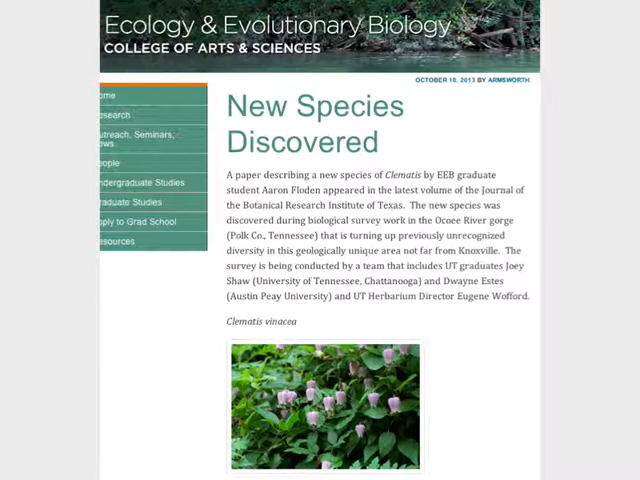 Ecology & Evolutionary Biology
COLLEGE OF ARTS & SCIENCES
OCTOBER 18, 2013 BY ARMSWORTH
ome
esearch
utreach, Seminars,
ews
eople
ndergraduate Studies
raduate Studies
pply to Grad School
esources
New Species
Discovered
A paper describing a new species of Clematis by EEB graduate
student Aaron Floden appeared in the latest volume of the Journal of
the Botanical Research Institute of Texas. The new species was
discovered during biological survey work in the Ocoee River gorge
(Polk Co., Tennessee) that is turning up previously unrecognized
diversity in this geologically unique area not far from Knoxville. The
survey is being conducted by a team that includes UT graduates Joey
Shaw (University of Tennessee, Chattanooga) and Dwayne Estes
(Austin Peay University) and UT Herbarium Director Eugene Wofford.
Clematis vinacea